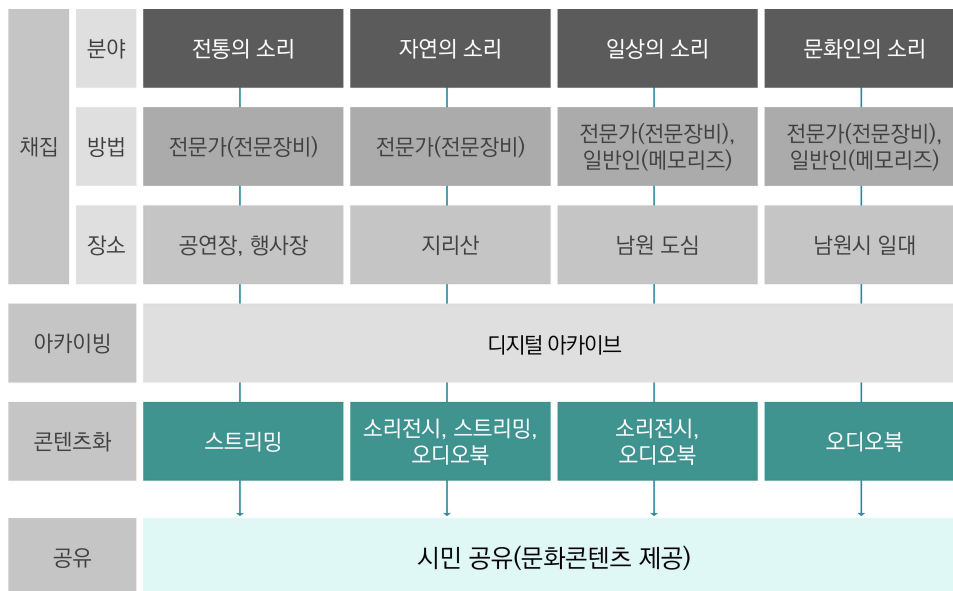 분야
전통의 소리
자연의 소리
일상의 소리
문화인의 소리
채집
방법
전문가(전문장비)
전문가(전문장비)
전문가(전문장비),
일반인(메모리즈)
전문가(전문장비),
일반인(메모리즈)
장소
공연장, 행사장
지리산
남원 도심
남원시 일대
아카이빙
디지털 아카이브
콘텐츠화
스트리밍
소리전시, 스트리밍,
오디오북
소리전시,
오디오북
오디오북
공유
시민 공유(문화콘텐츠 제공)